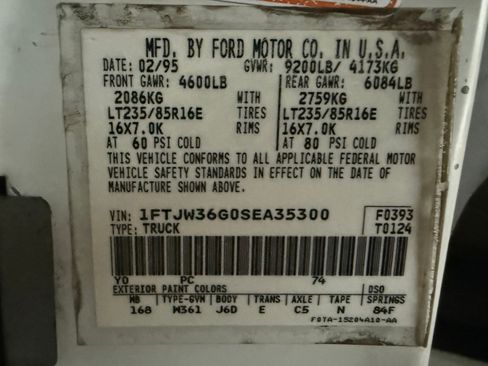 MFD. BY FORD MOTOR CO. IN U.S.A.
DATE: 02/95 GVWR: 9200LB/ 4173KG
FRONT GAWR: 4600LB REAR GAWR: 6084LB
2086KG WITH 2759KG WITH
LT235/85R16E TIRES LT235/85R16E TIRES
16X7.0K RIMS 16X7.0K RIMS
AT 60 PSI COLD AT 80 PSI COLD
THIS VEHICLE CONFORMS TO ALL APPLICABLE FEDERAL MOTOR
VEHICLE SAFETY STANDARDS IN EFFECT ON THE DATE OF
MANUFACTURE SHOWN ABOVE.
VIN: 1FTJW36G0SEA35300 F0393
TYPE: TRUCK T0124
YO PC 74
EXTERIOR PAINT COLORS DSO
WB TYPE-GVM BODY TRANS AXLE TAPE SPRINGS
168 W361 J6D E C5 N 84F
F0TA-15204A10-AA